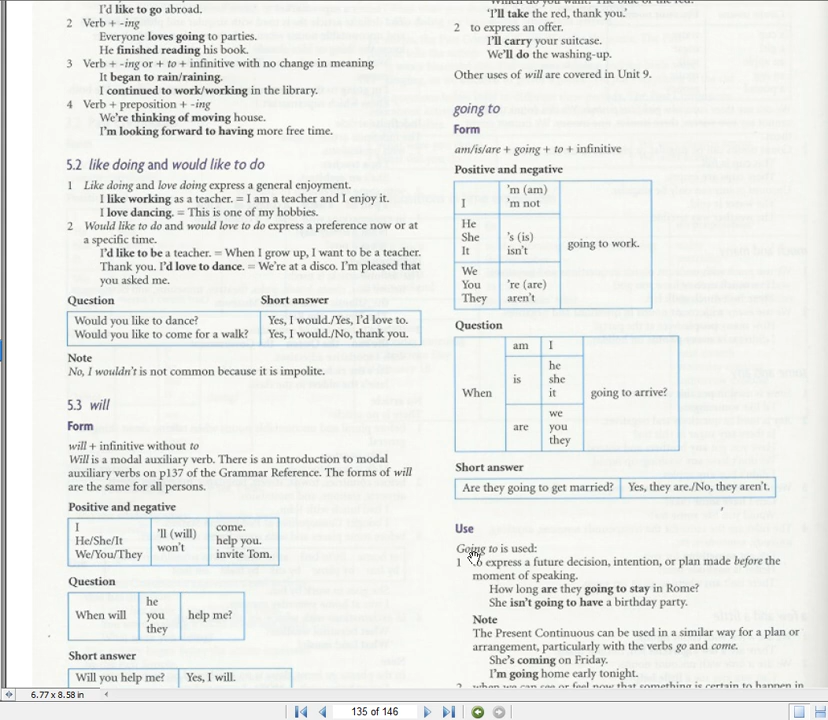 I'd like to go abroad.
2 Verb + -ing
Everyone loves going to parties.
He finished reading his book.
3 Verb + -ing or + to + infinitive with no change in meaning
It began to rain/raining.
I continued to work/working in the library.
4 Verb + preposition + -ing
We're thinking of moving house.
I'm looking forward to having more free time.
5.2 like doing and would like to do
1 Like doing and love doing express a general enjoyment.
I like working as a teacher. = I am a teacher and I enjoy it.
I love dancing. = This is one of my hobbies.
2 Would like to do and would love to do express a preference now or at
a specific time.
I'd like to be a teacher. = When I grow up, I want to be a teacher.
Thank you. I'd love to dance. = We're at a disco. I'm pleased that
you asked me.
Question Short answer
Would you like to dance? Yes, I would./Yes, I'd love to.
Would you like to come for a walk? Yes, I would./No, thank you.
Note
No, I wouldn't is not common because it is impolite.
5.3 will
Form
will + infinitive without to
Will is a modal auxiliary verb. There is an introduction to modal
auxiliary verbs on p137 of the Grammar Reference. The forms of will
are the same for all persons.
Positive and negative
I
He/She/It
We/You/They
'll (will)
won't
come.
help you.
invite Tom.
Question
When will
he
you
they
help me?
Short answer
Will you help me? Yes, I will.
'I'll take the red, thank you.'
2 to express an offer.
I'll carry your suitcase.
We'll do the washing-up.
Other uses of will are covered in Unit 9.
going to
Form
am/is/are + going + to + infinitive
Positive and negative
I
'm (am)
'm not
He
She
It
's (is)
isn't
We
You
They
're (are)
aren't
going to work.
Question
When
am I
is
he
she
it
are
we
you
they
going to arrive?
Short answer
Are they going to get married? Yes, they are./No, they aren't.
Use
Going to is used:
1 to express a future decision, intention, or plan made before the
moment of speaking.
How long are they going to stay in Rome?
She isn't going to have a birthday party.
Note
The Present Continuous can be used in a similar way for a plan or
arrangement, particularly with the verbs go and come.
She's coming on Friday.
I'm going home early tonight.
2 when we can see or feel now that something is certain to happen in
6.77 x 8.58 in
135 of 146